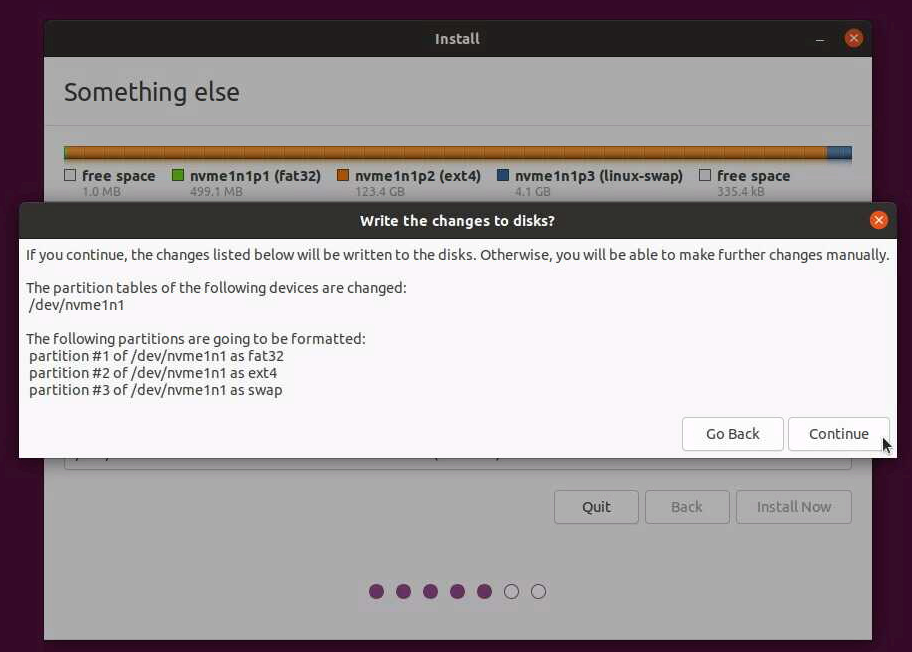 Install
Something else
free space nvme1n1p1 (fat32) nvme1n1p2 (ext4) nvme1n1p3 (linux-swap) free space
1.0 MB 499.1 MB 123.4 GB 4.1 GB 335.4 kB
Write the changes to disks?
If you continue, the changes listed below will be written to the disks. Otherwise, you will be able to make further changes manually.
The partition tables of the following devices are changed:
/dev/nvme1n1
The following partitions are going to be formatted:
partition #1 of /dev/nvme1n1 as fat32
partition #2 of /dev/nvme1n1 as ext4
partition #3 of /dev/nvme1n1 as swap
Go Back Continue
Quit Back Install Now